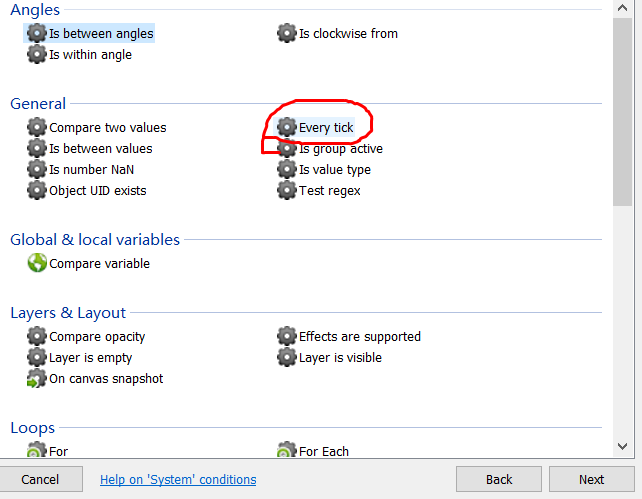 Angles
Is between angles
Is clockwise from
Is within angle
General
Compare two values
Every tick
Is between values
Is group active
Is number NaN
Is value type
Object UID exists
Test regex
Global & local variables
Compare variable
Layers & Layout
Compare opacity
Effects are supported
Layer is empty
Layer is visible
On canvas snapshot
Loops
For
For Each
Cancel
Help on 'System' conditions
Back
Next